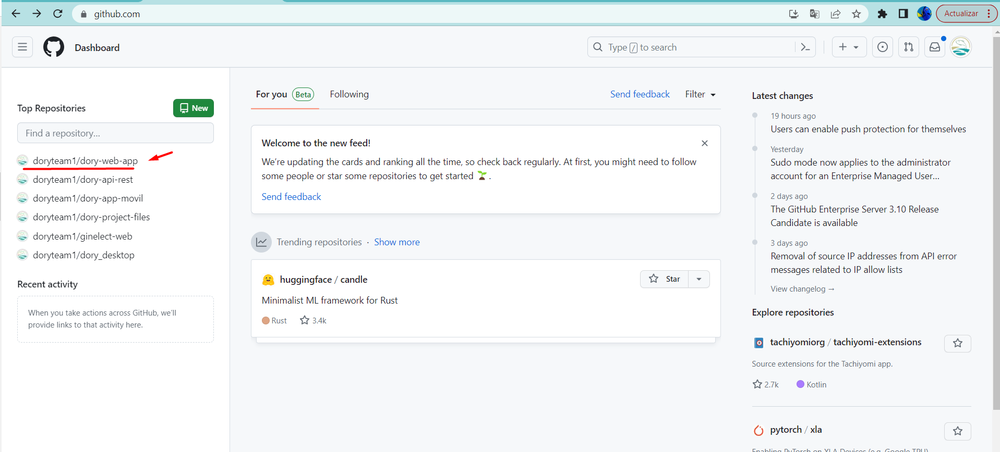 github.com
Actualizar
Dashboard
Type / to search
Top Repositories
New
Find a repository...
doryteam1/dory-web-app
doryteam1/dory-api-rest
doryteam1/dory-app-movil
doryteam1/dory-project-files
doryteam1/ginelect-web
doryteam1/dory_desktop
Recent activity
When you take actions across GitHub, we'll
provide links to that activity here.
For you Beta Following
Send feedback Filter
Welcome to the new feed!
We're updating the cards and ranking all the time, so check back regularly. At first, you might need to follow
some people or star some repositories to get started .
Send feedback
Trending repositories · Show more
huggingface / candle
Star
Minimalist ML framework for Rust
Rust 3.4k
Latest changes
19 hours ago
Users can enable push protection for themselves
Yesterday
Sudo mode now applies to the administrator
account for an Enterprise Managed User...
2 days ago
The GitHub Enterprise Server 3.10 Release
Candidate is available
3 days ago
Removal of source IP addresses from API error
messages related to IP allow lists
View changelog →
Explore repositories
tachiyomiorg / tachiyomi-extensions
Source extensions for the Tachiyomi app.
2.7k Kotlin
pytorch / xla
Enabling PyTorch on XLA Devices (e.g. Google TPU)